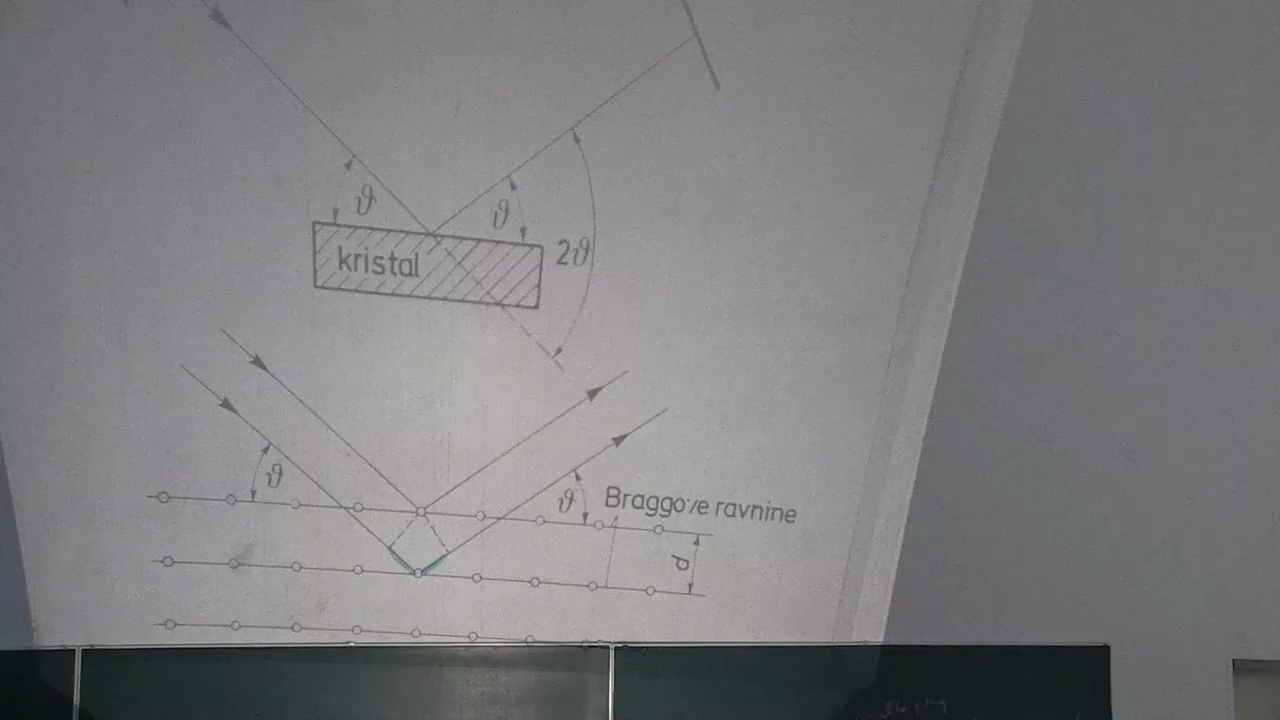 ϑ
ϑ
kristal
2ϑ
ϑ
ϑ
Braggove ravnine
d